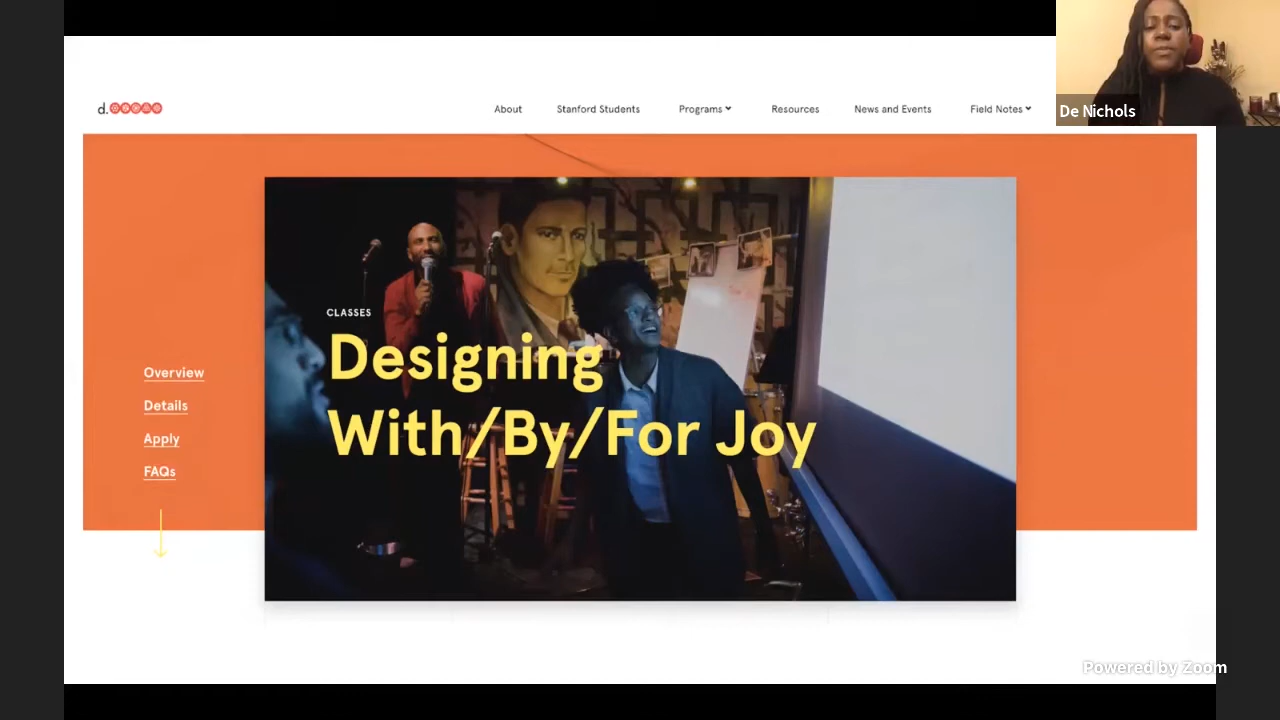 d.
About
Stanford Students
Programs
Resources
News and Events
Field Notes
De Nichols
CLASSES
Designing
With/By/For Joy
Overview
Details
Apply
FAQs
Powered by Zoom